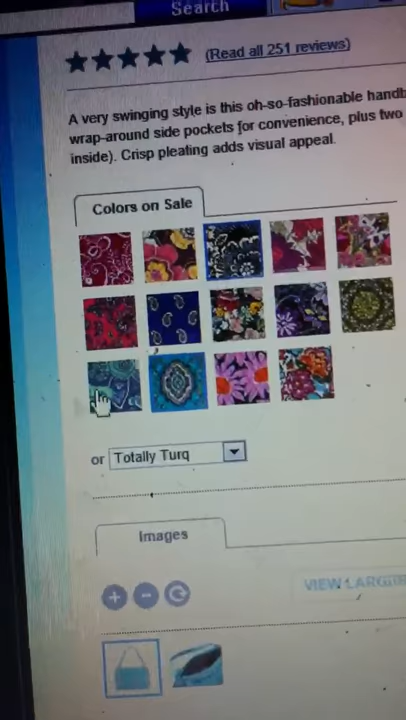 Search
(Read all 251 reviews)
A very swinging style is this oh-so-fashionable
wrap-around side pockets for convenience, plus two
inside). Crisp pleating adds visual appeal.
Colors on Sale
or Totally Turq
Images
VIEW